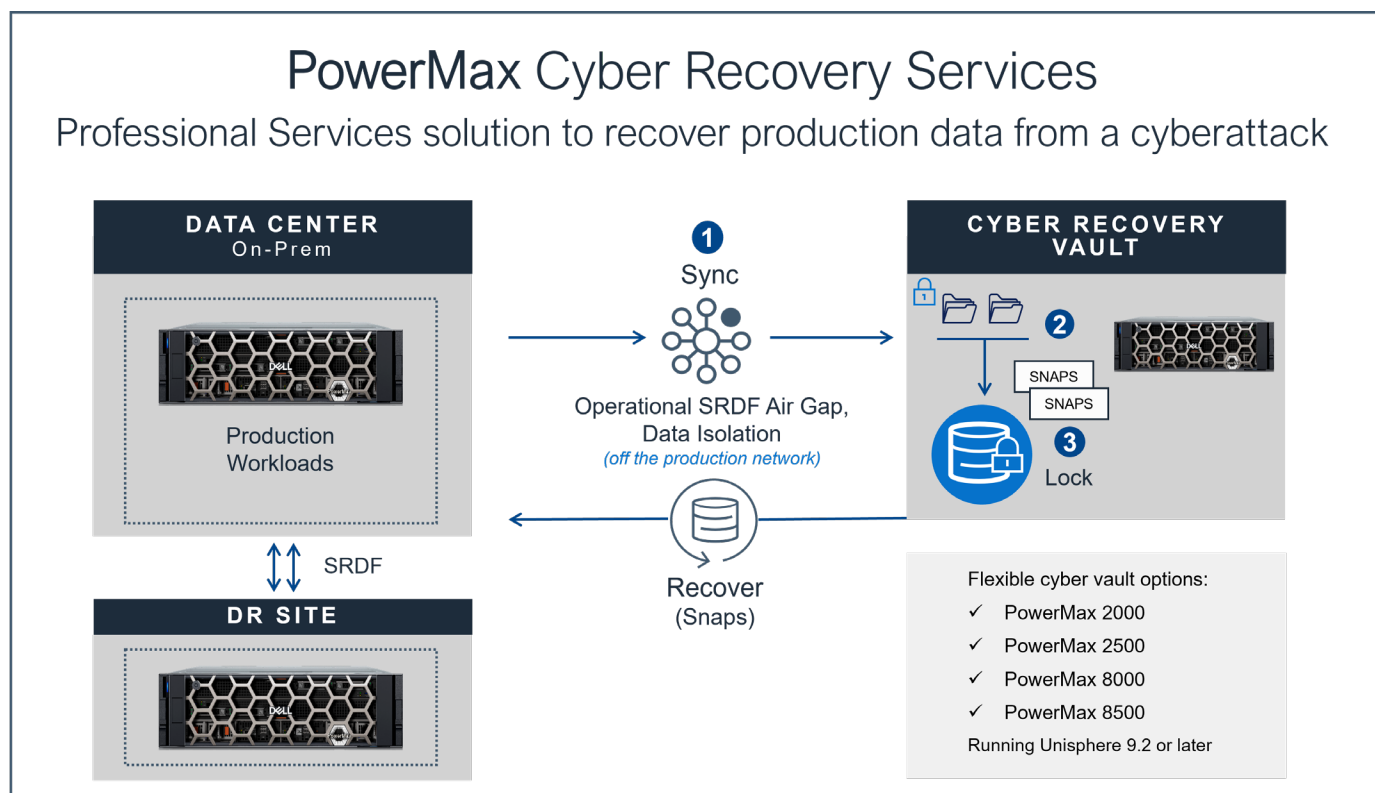 PowerMax Cyber Recovery Services
Professional Services solution to recover production data from a cyberattack
DATA CENTER
On-Prem
DELL
Production
Workloads
SRDF
DR SITE
DELL
1
Sync
Operational SRDF Air Gap,
Data Isolation
(off the production network)
Recover
(Snaps)
CYBER RECOVERY
VAULT
1
2
DELL
SNAPS
SNAPS
3
Lock
Flexible cyber vault options:
✓ PowerMax 2000
✓ PowerMax 2500
✓ PowerMax 8000
✓ PowerMax 8500
Running Unisphere 9.2 or later